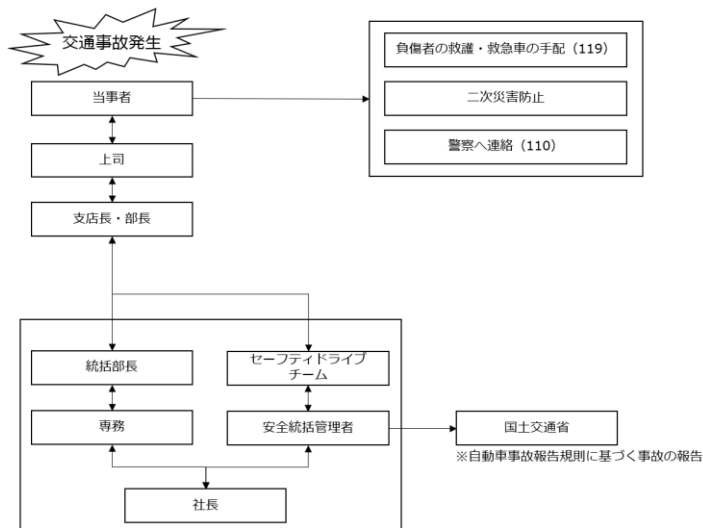 交通事故発生
負傷者の救護・救急車の手配（119）
当事者
二次災害防止
上司
警察へ連絡（110）
支店長・部長
統括部長
セーフティドライブ
チーム
専務
安全統括管理者
国土交通省
※自動車事故報告規則に基づく事故の報告
社長